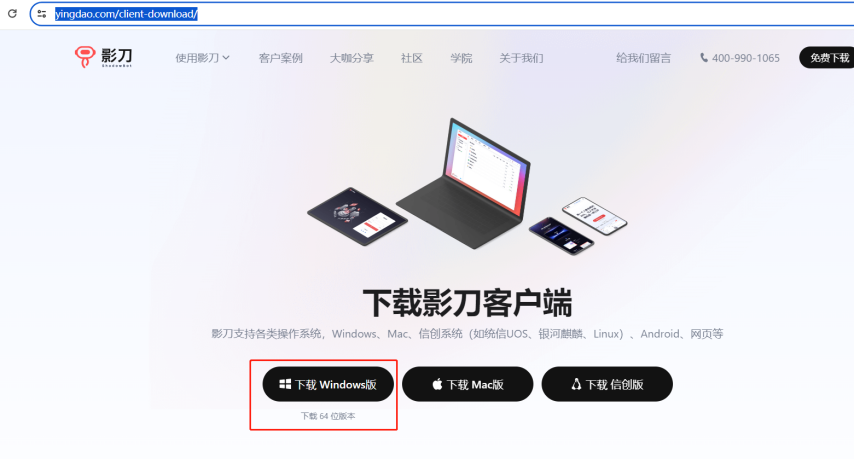 yingdao.com/client-download/
影刀
ShadowBot
使用影刀
客户案例
大咖分享
社区
学院
关于我们
给我们留言
400-990-1065
免费下载
下载影刀客户端
影刀支持各类操作系统，Windows、Mac、信创系统（如统信UOS、银河麒麟、Linux）、Android、网页等
下载 Windows版
下载 Mac版
下载 信创版
下载 64 位版本